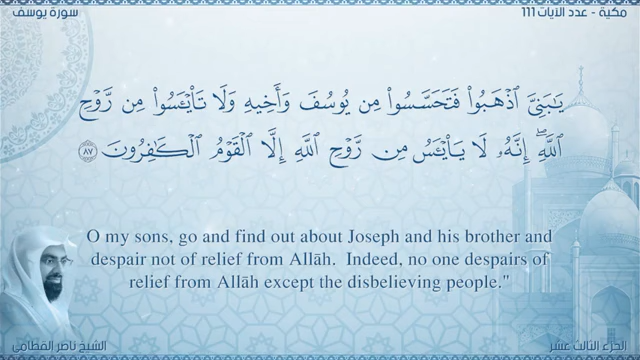 مكية - عدد الآيات 111
سورة يوسف
يَـٰبَنِىَّ ٱذْهَبُوا۟ فَتَحَسَّسُوا۟ مِن يُوسُفَ وَأَخِيهِ وَلَا تَا۟يْـَٔسُوا۟ مِن رَّوْحِ
ٱللَّهِ ۖ إِنَّهُۥ لَا يَا۟يْـَٔسُ مِن رَّوْحِ ٱللَّهِ إِلَّا ٱلْقَوْمُ ٱلْكَـٰفِرُونَ ٨٧
O my sons, go and find out about Joseph and his brother and
despair not of relief from Allāh. Indeed, no one despairs of
relief from Allāh except the disbelieving people."
الجزء الثالث عشر
الشيخ ناصر القطامي